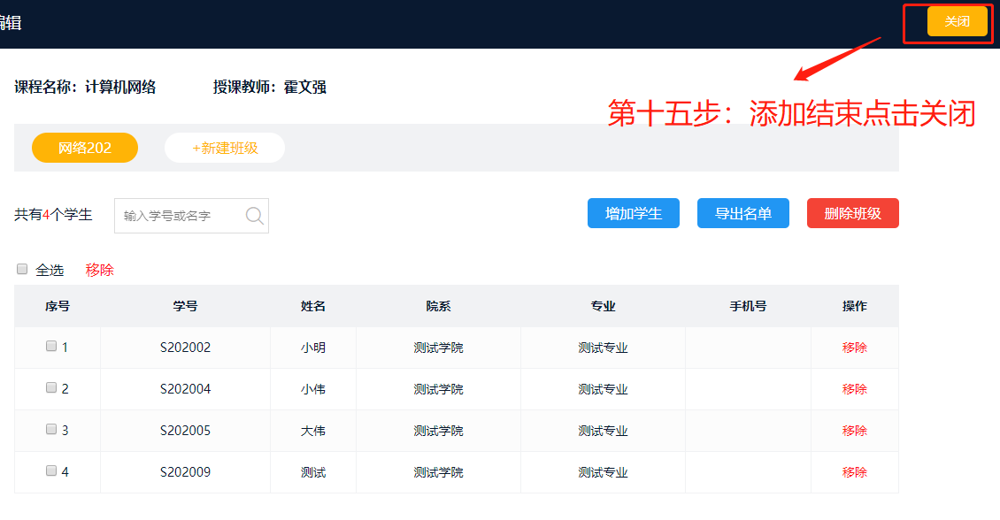 编辑
关闭
课程名称：计算机网络 授课教师：霍文强
第十五步：添加结束点击关闭
网络202 +新建班级
共有4个学生 输入学号或名字 增加学生 导出名单 删除班级
全选 移除
序号 学号 姓名 院系 专业 手机号 操作
1 S202002 小明 测试学院 测试专业 移除
2 S202004 小伟 测试学院 测试专业 移除
3 S202005 大伟 测试学院 测试专业 移除
4 S202009 测试 测试学院 测试专业 移除